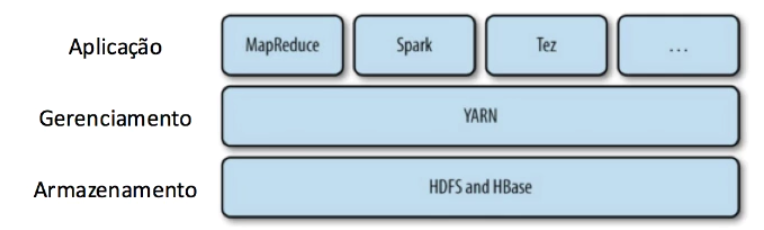 Aplicação MapReduce Spark Tez ...
Gerenciamento YARN
Armazenamento HDFS and HBase